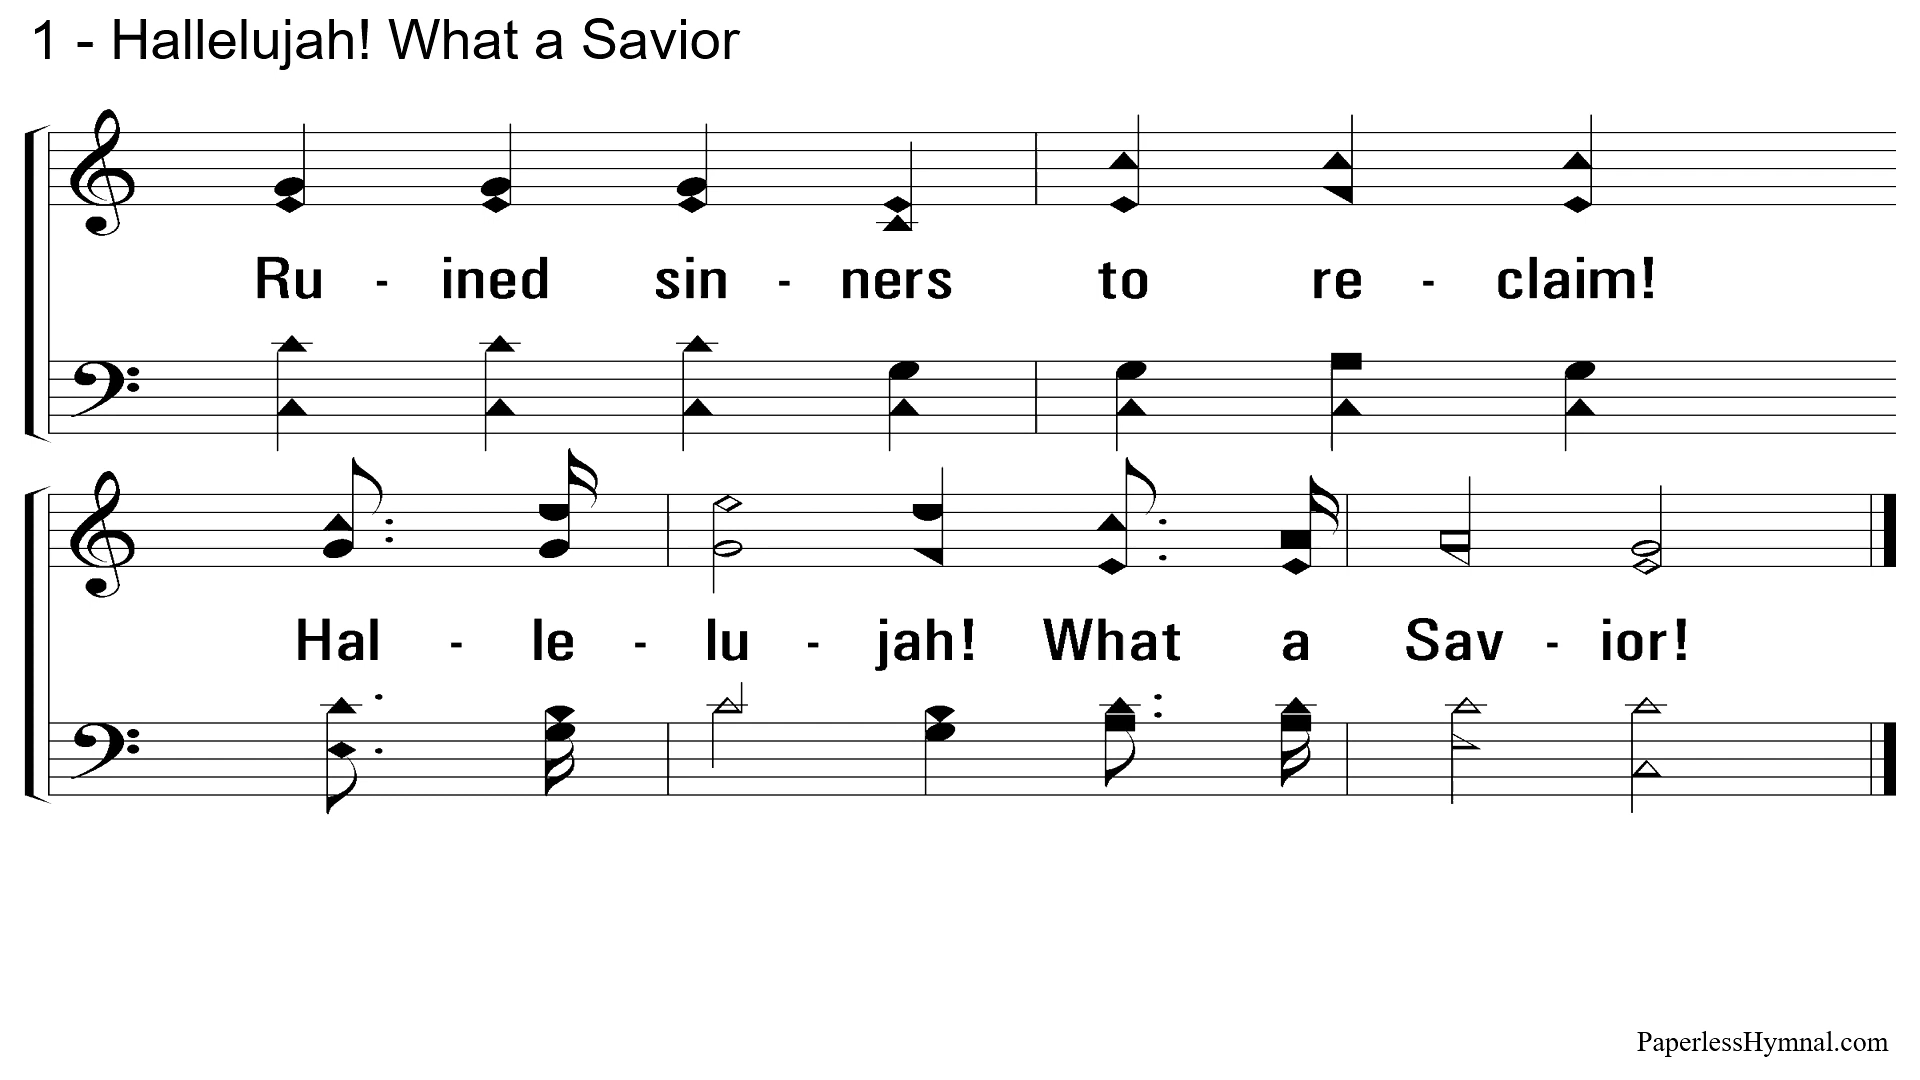 1 - Hallelujah! What a Savior
Ru - ined sin - ners to re - claim!
Hal - le - lu - jah! What a Sav - ior!
PaperlessHymnal.com